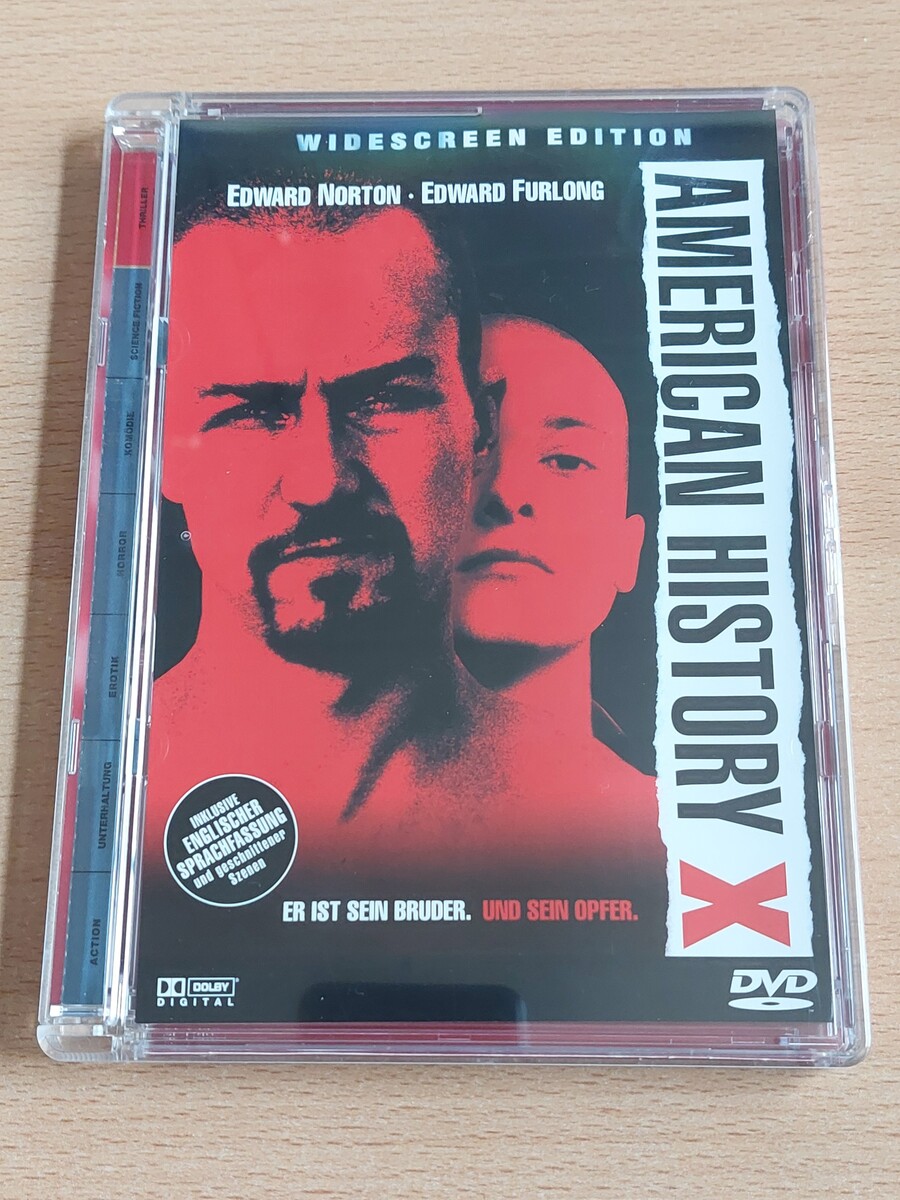 WIDESCREEN EDITION
EDWARD NORTON · EDWARD FURLONG
AMERICAN HISTORY X
INKLUSIVE
ENGLISCHER
SPRACHFASSUNG
und geschnittener
Szenen
ER IST SEIN BRUDER. UND SEIN OPFER.
DOLBY
DIGITAL
DVD
THRILLER
SCIENCE FICTION
KOMÖDIE
HORROR
EROTIK
UNTERHALTUNG
ACTION